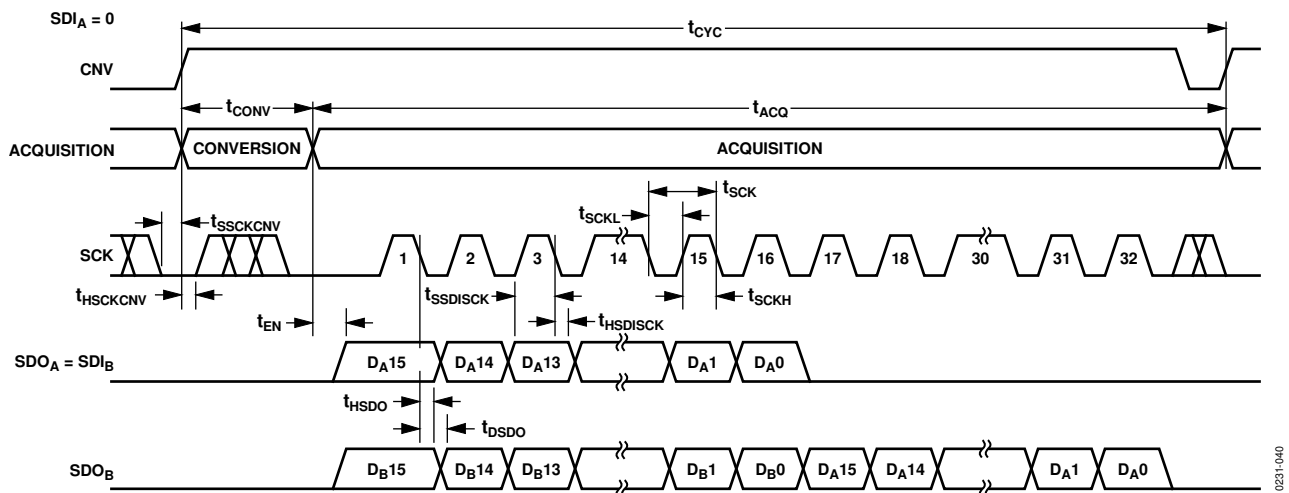 SDIA = 0
tCYC
CNV
tCONV
tACQ
ACQUISITION
CONVERSION
ACQUISITION
tSCK
tSCKL
tSSCKCNV
SCK
1
2
3
14
15
16
17
18
30
31
32
tHSCKCNV
tSSDISCK
tSCKH
tEN
tHSDISCK
SDOA = SDIB
DA15
DA14
DA13
DA1
DA0
tHSDO
tDSDO
SDOB
DB15
DB14
DB13
DB1
DB0
DA15
DA14
DA1
DA0
0231-040